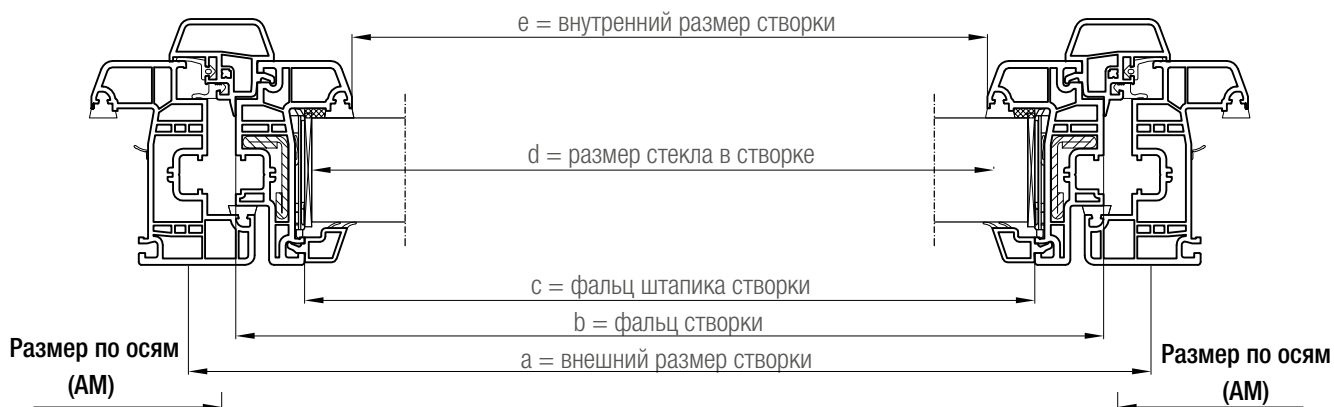 e = внутренний размер створки
d = размер стекла в створке
c = фальц штапика створки
b = фальц створки
a = внешний размер створки
Размер по осям
(AM)
Размер по осям
(AM)